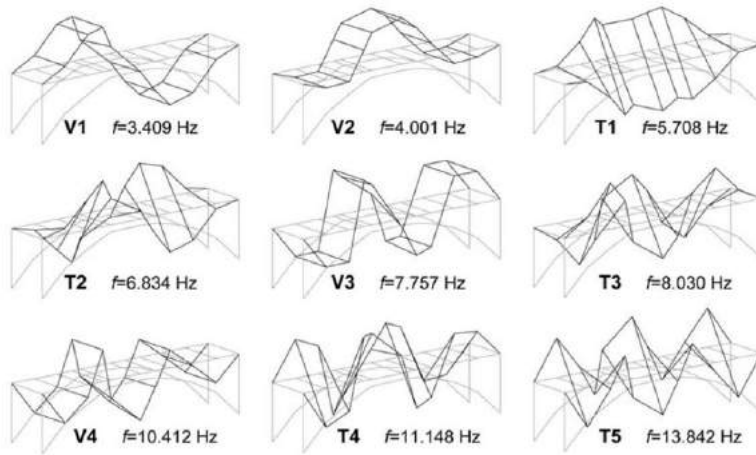 V1 f=3.409 Hz
V2 f=4.001 Hz
T1 f=5.708 Hz
T2 f=6.834 Hz
V3 f=7.757 Hz
T3 f=8.030 Hz
V4 f=10.412 Hz
T4 f=11.148 Hz
T5 f=13.842 Hz